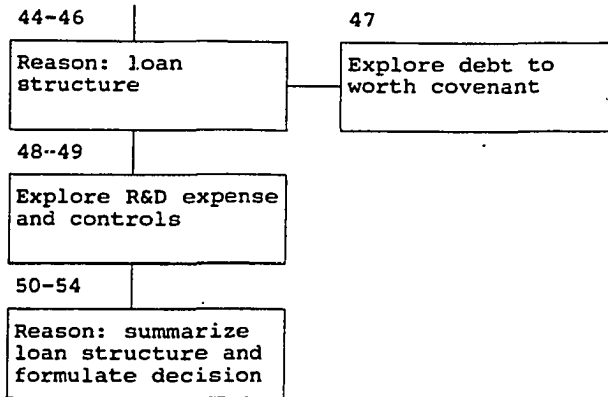 44-46
Reason: loan
structure
47
Explore debt to
worth covenant
48-49
Explore R&D expense
and controls
50-54
Reason: summarize
loan structure and
formulate decision